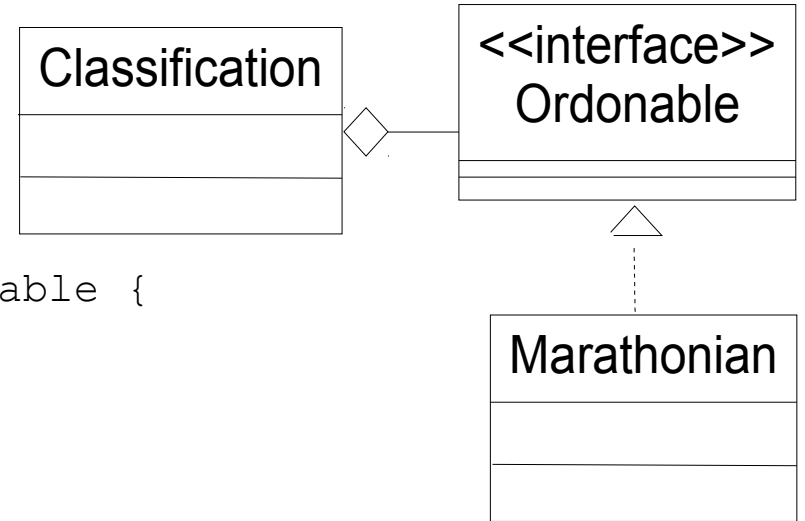 Classification
<<interface>>
Ordonable
able {
Marathonian